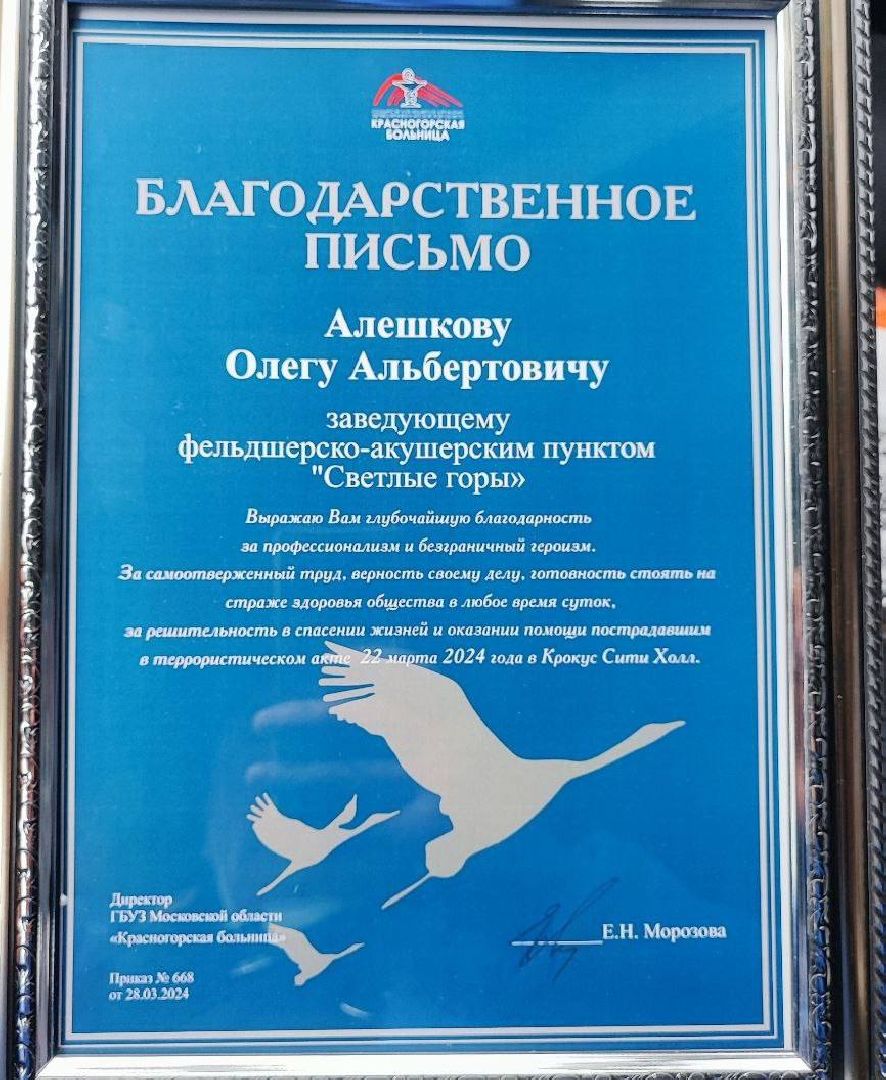 КРАСНОГОРСКАЯ
БОЛЬНИЦА
БЛАГОДАРСТВЕННОЕ
ПИСЬМО
Алешкову
Олегу Альбертовичу
заведующему
фельдшерско-акушерским пунктом
"Светлые горы»
Выражаю Вам глубочайшую благодарность
за профессионализм и безграничный героизм.
За самоотверженный труд, верность своему делу, готовность стоять на
страже здоровья общества в любое время суток,
за решительность в спасении жизней и оказании помощи пострадавшим
в террористическом акте 22 марта 2024 года в Крокус Сити Холл.
Директор
ГБУЗ Московской области
«Красногорская больница»
Е.Н. Морозова
Приказ № 668
от 28.03.2024